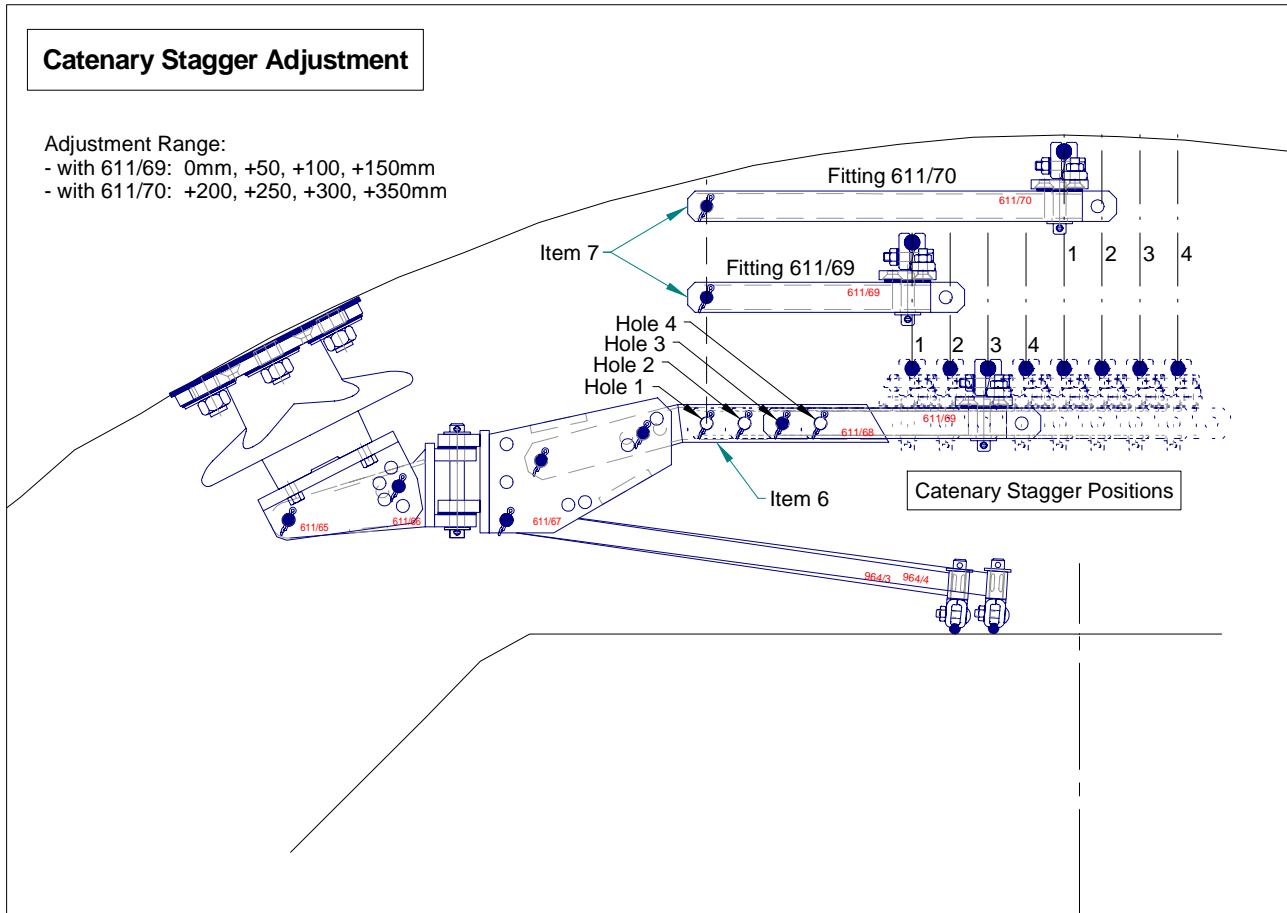 Catenary Stagger Adjustment
Adjustment Range:
- with 611/69: 0mm, +50, +100, +150mm
- with 611/70: +200, +250, +300, +350mm
Fitting 611/70
611/70
Item 7
Fitting 611/69
611/69
1 2 3 4
1 2 3 4
Hole 4
Hole 3
Hole 2
Hole 1
611/69
611/68
Item 6
Catenary Stagger Positions
611/65
611/66
611/67
964/3
964/4